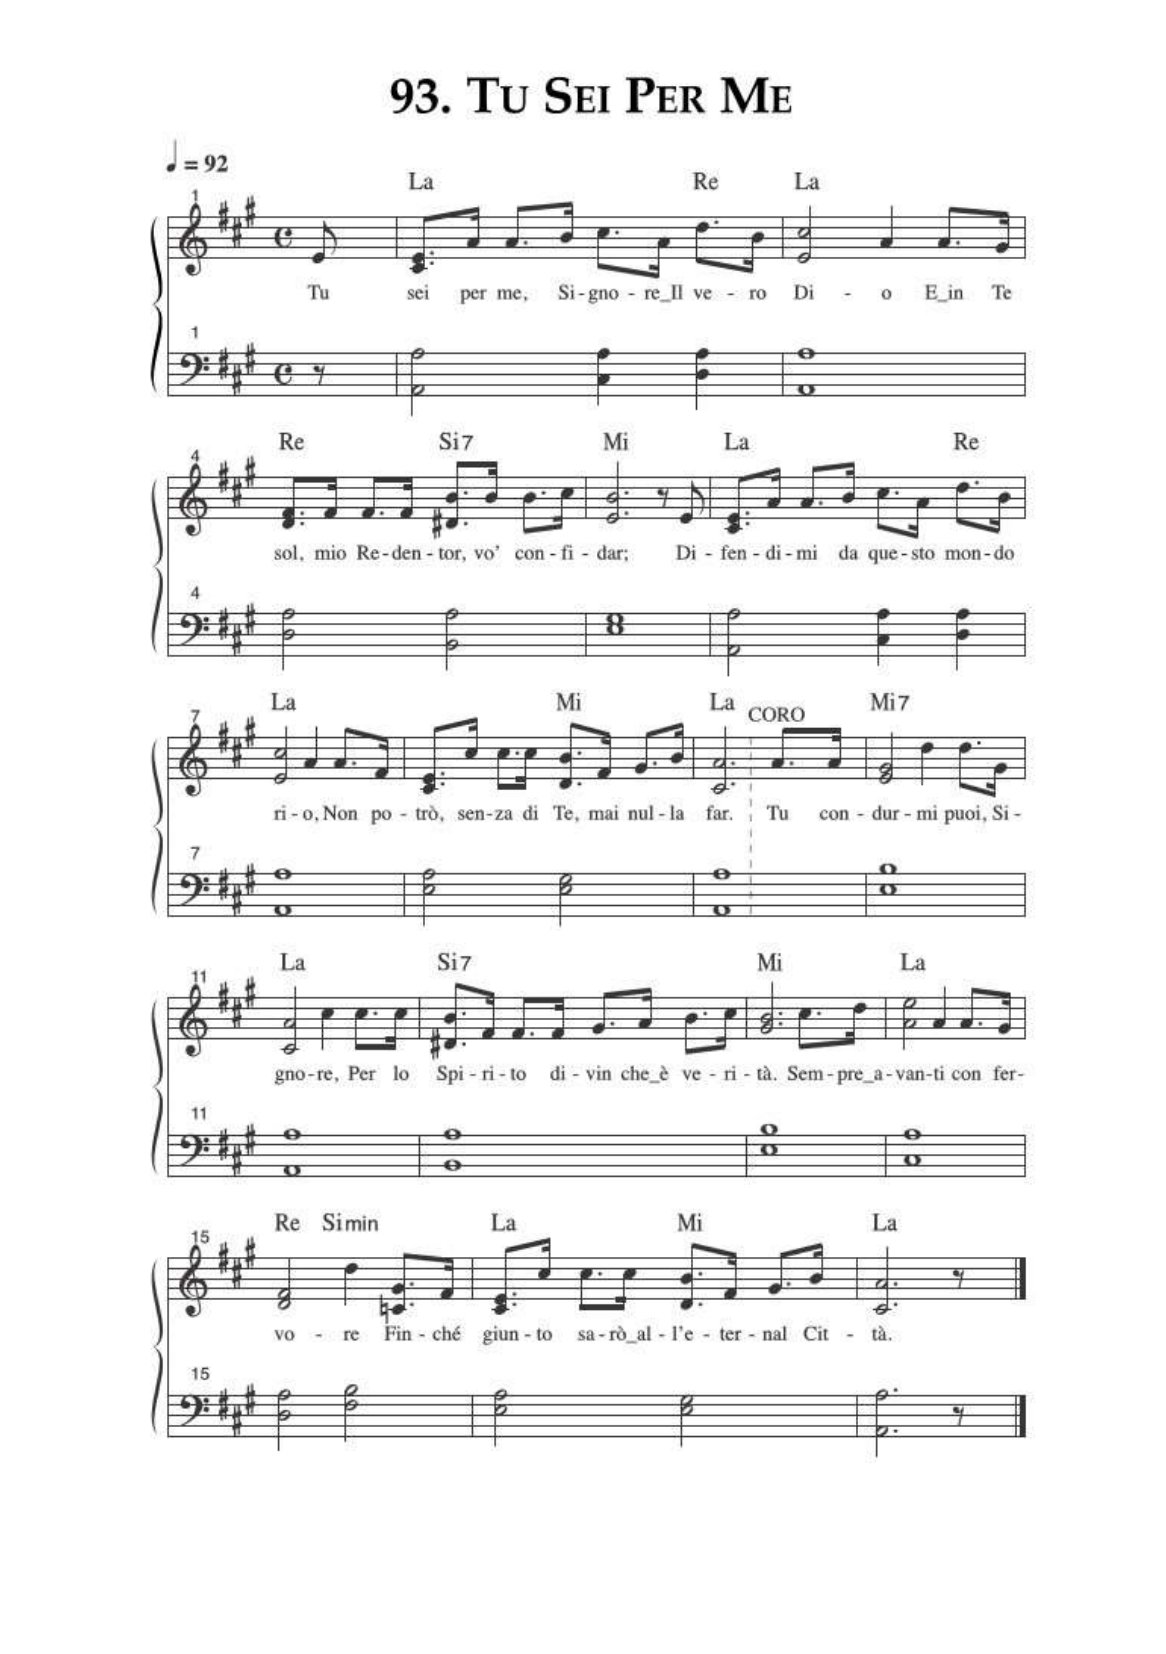 93. Tu Sei Per Me
♩ = 92
La Re La
1
Tu sei per me, Si - gno - re_Il ve - ro Di - o E_in Te
1
Re Si7 Mi La Re
4
sol, mio Re - den - tor, vo' con - fi - dar; Di - fen - di - mi da que - sto mon - do
4
La Mi La CORO Mi7
7
ri - o, Non po - trò, sen - za di Te, mai nul - la far. Tu con - dur - mi puoi, Si -
7
La Si7 Mi La
11
gno - re, Per lo Spi - ri - to di - vin che_è ve - ri - tà. Sem - pre_a - van - ti con fer -
11
Re Simin La Mi La
15
vo - re Fin - ché giun - to sa - rò_al - l'e - ter - nal Cit - tà.
15